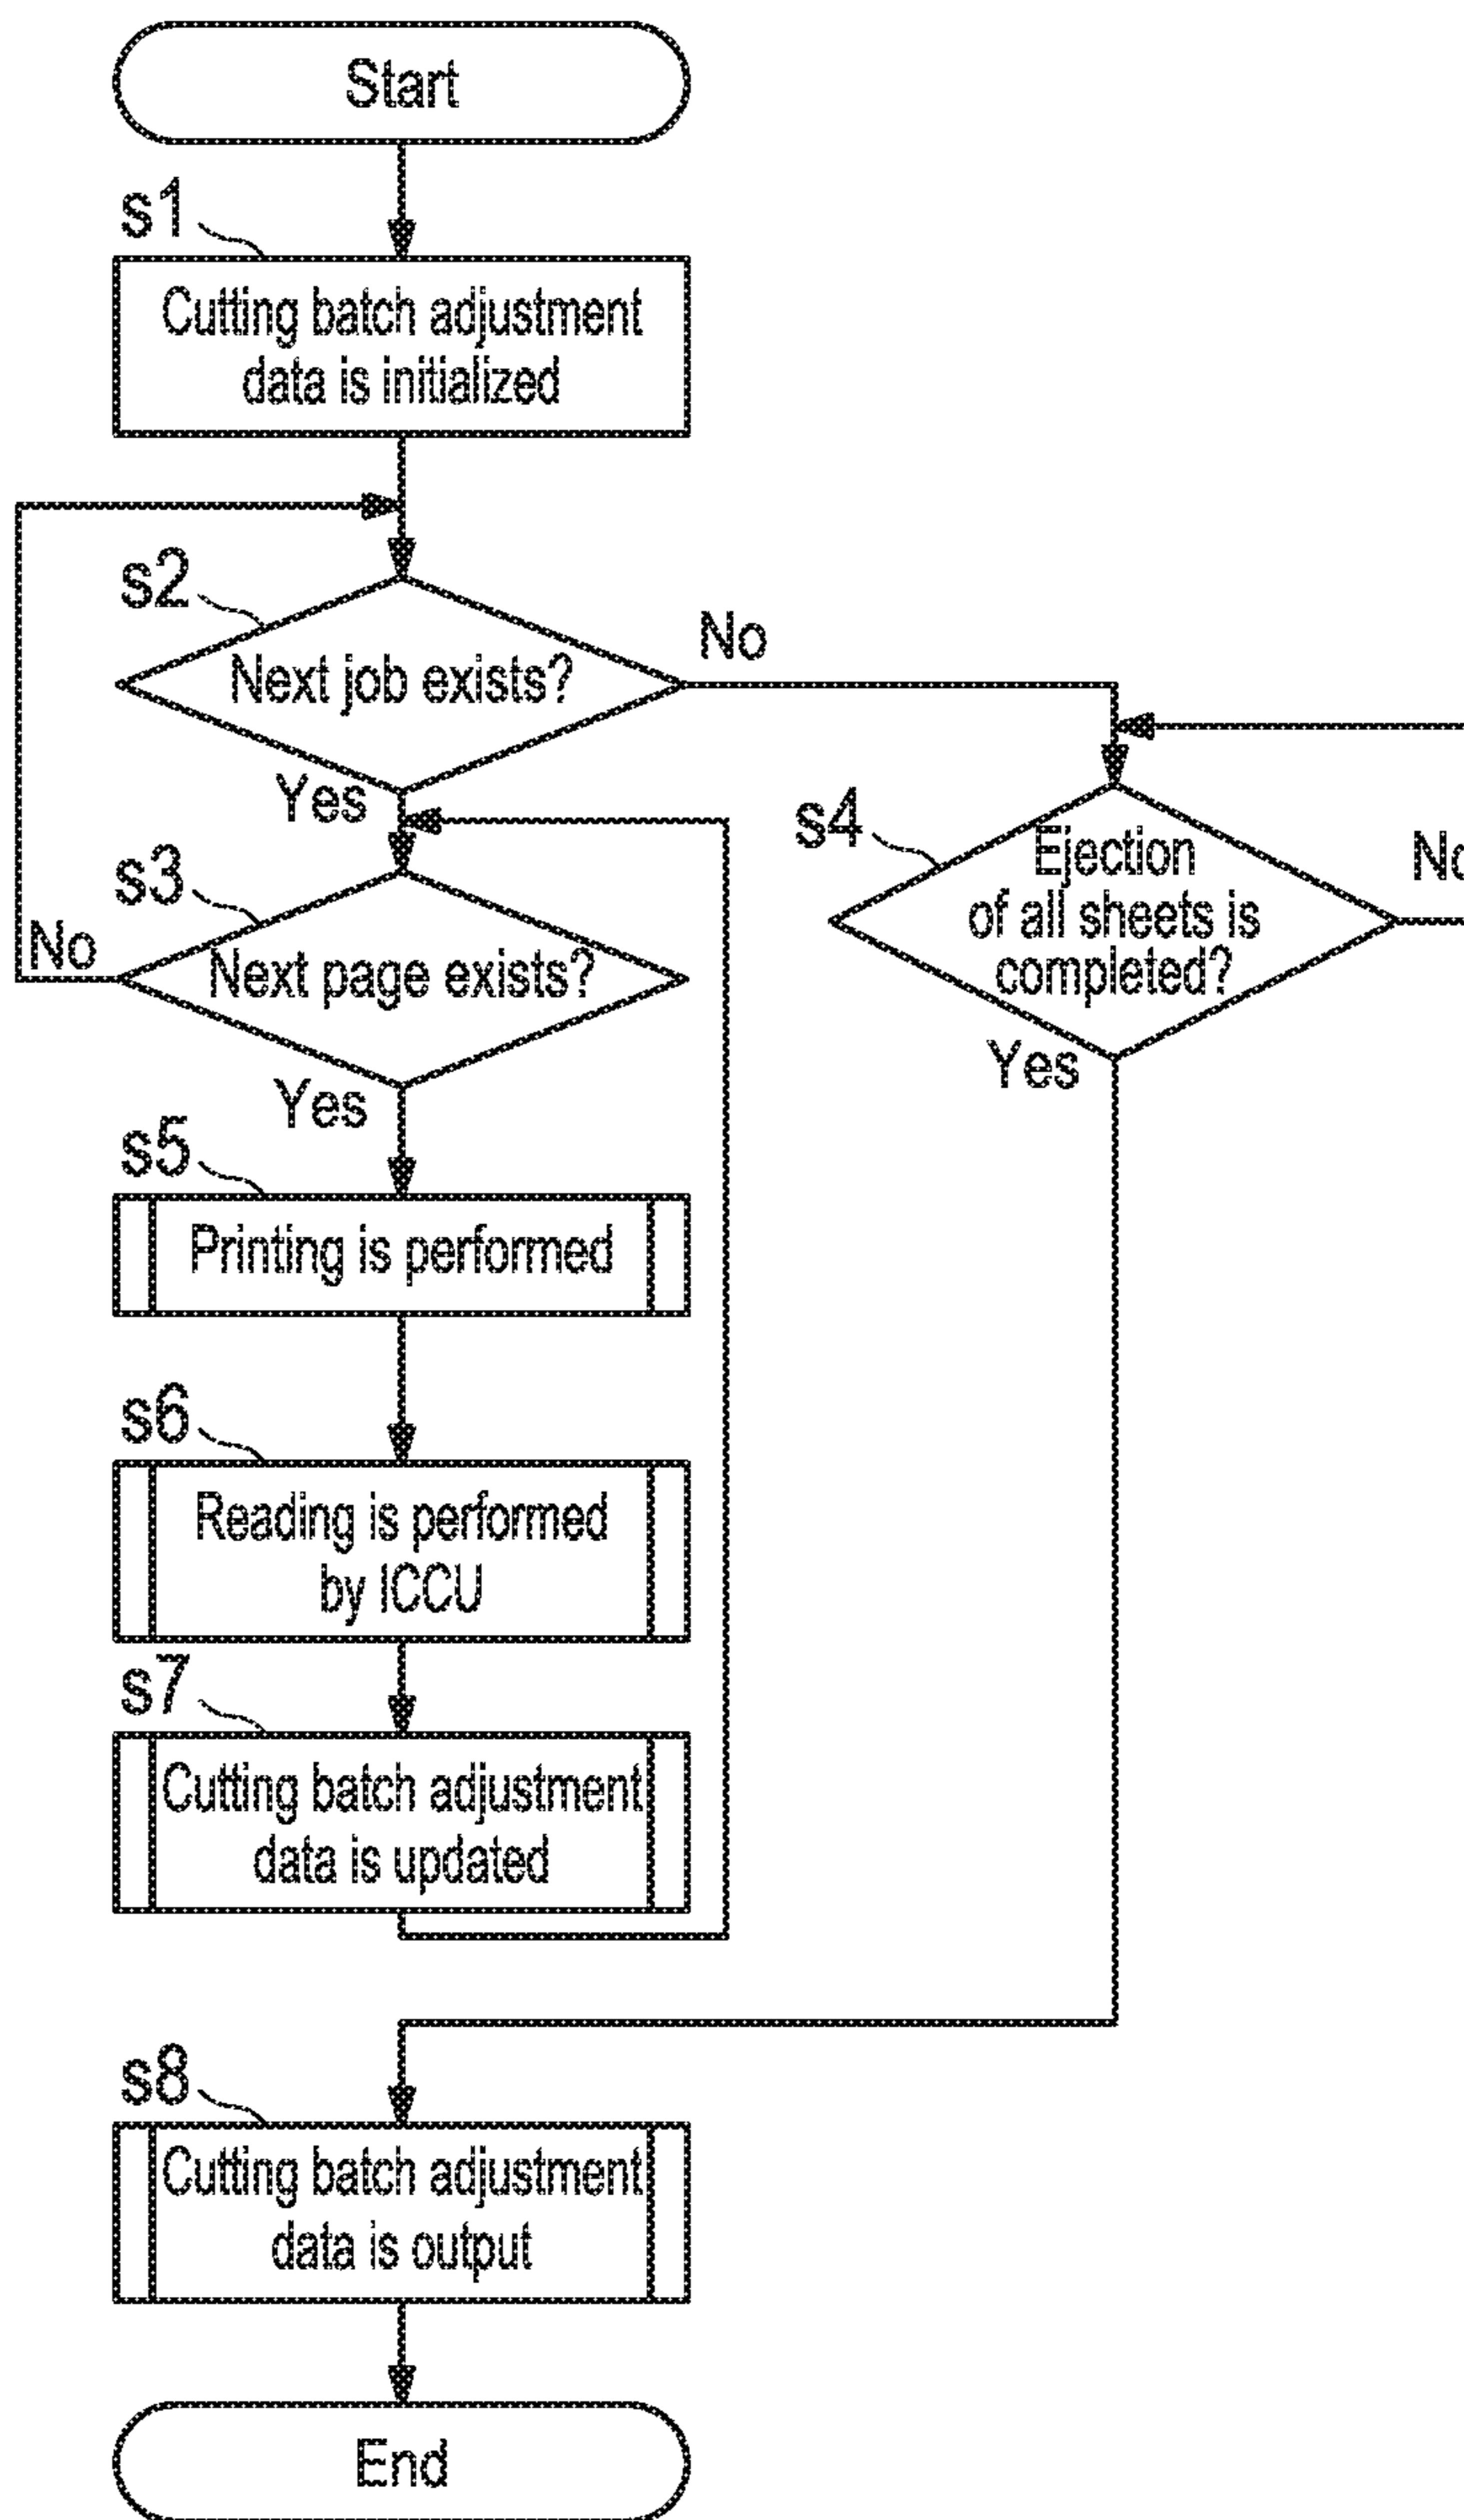 Start
s1
Cutting batch adjustment
data is initialized
s2
Next job exists?
No
Yes
s3
No
Next page exists?
Yes
s4
Ejection
of all sheets is
completed?
No
Yes
s5
Printing is performed
s6
Reading is performed
by ICCU
s7
Cutting batch adjustment
data is updated
s8
Cutting batch adjustment
data is output
End